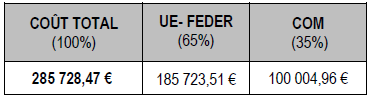 COÛT TOTAL UE- FEDER COM
(100%) (65%) (35%)
285 728,47 € 185 723,51 € 100 004,96 €